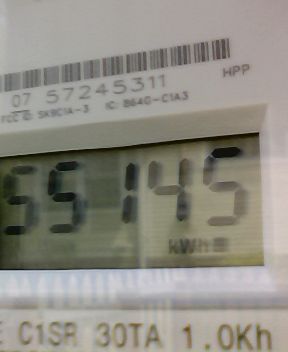 07 57245311 HPP
FCC ID: SK9C1A-3 IC: 864G-C1A3
55145
kWh
E C1SR 30TA 1.0Kh